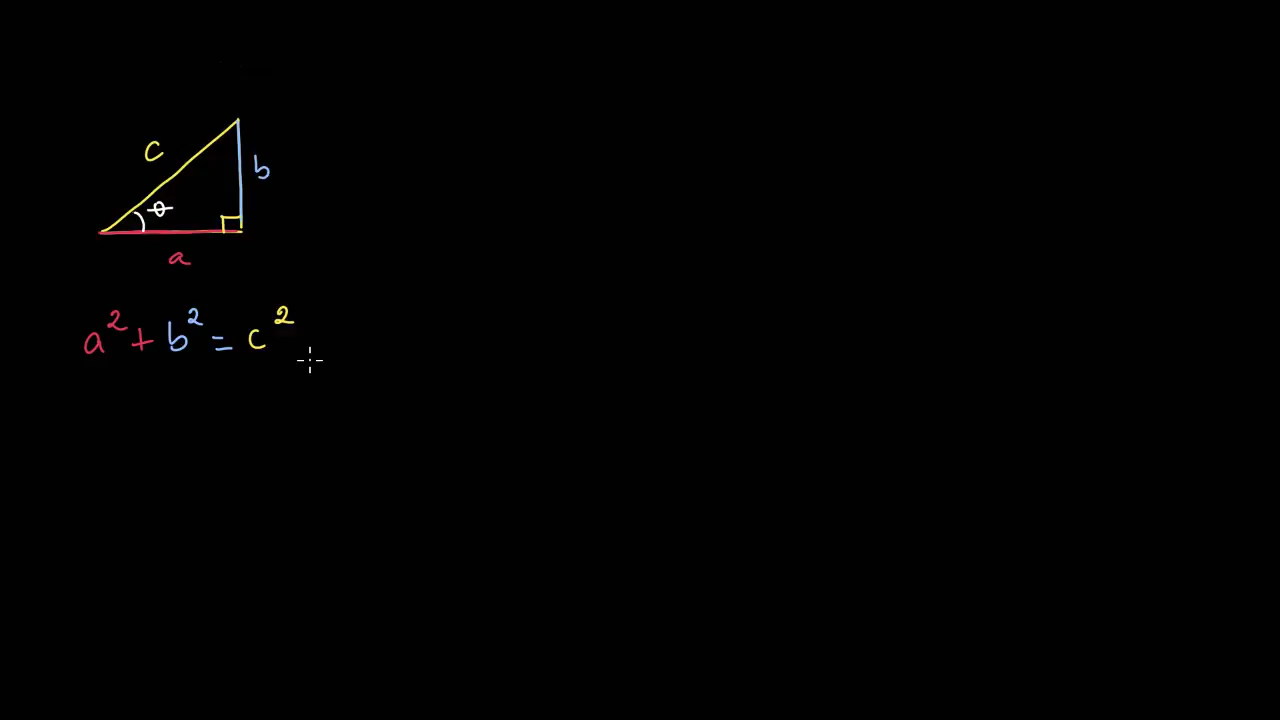 c
b
θ
a
a² + b² = c²